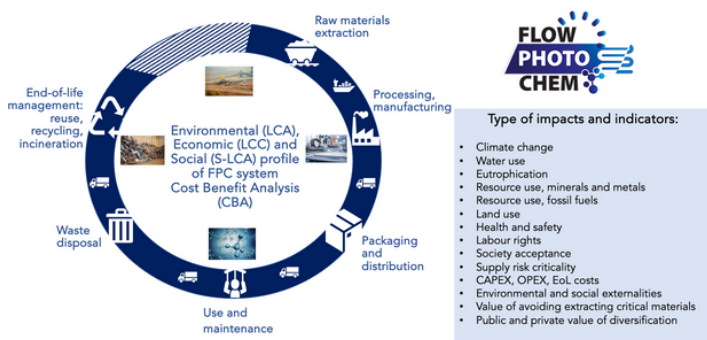 Raw materials
extraction
Processing,
manufacturing
Packaging
and
distribution
Use and
maintenance
Waste
disposal
End-of-life
management:
reuse,
recycling,
incineration
Environmental (LCA),
Economic (LCC) and
Social (S-LCA) profile
of FPC system
Cost Benefit Analysis
(CBA)
FLOW
PHOTO
CHEM
Type of impacts and indicators:
• Climate change
• Water use
• Eutrophication
• Resource use, minerals and metals
• Resource use, fossil fuels
• Land use
• Health and safety
• Labour rights
• Society acceptance
• Supply risk criticality
• CAPEX, OPEX, EoL costs
• Environmental and social externalities
• Value of avoiding extracting critical materials
• Public and private value of diversification